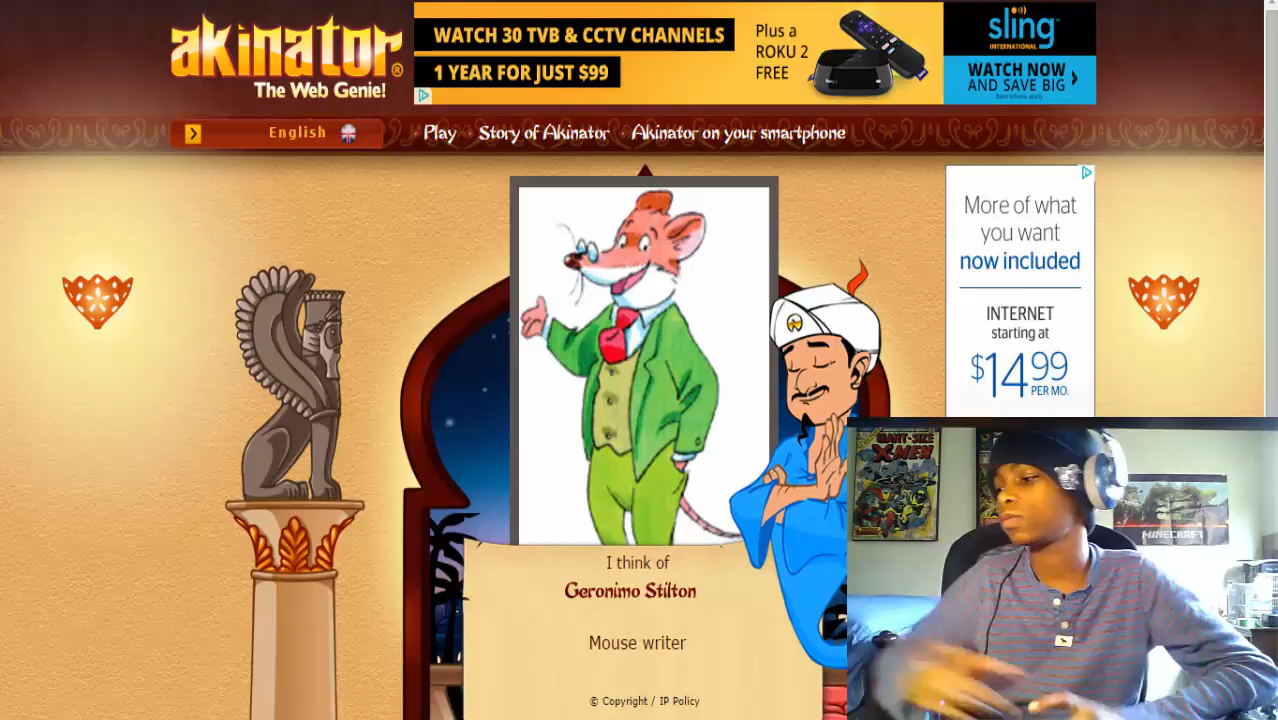 akinator®
The Web Genie!
WATCH 30 TVB & CCTV CHANNELS
1 YEAR FOR JUST $99
Plus a
ROKU 2
FREE
sling
INTERNATIONAL
WATCH NOW
AND SAVE BIG
English
Play
Story of Akinator
Akinator on your smartphone
More of what
you want
now included
INTERNET
starting at
$14.99
PER MO.
I think of
Geronimo Stilton
Mouse writer
© Copyright / IP Policy
GIANT-SIZE
X-MEN
MINECRAFT